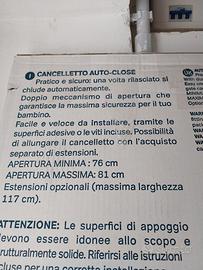 I CANCELLETTO AUTO-CLOSE
Pratico e sicuro: una volta rilasciato si
chiude automaticamente.
Doppio meccanismo di apertura che
garantisce la massima sicurezza per il tuo
bambino.
Facile e veloce da installare, tramite le
superfici adesive o le viti incluse. Possibilità
di allungare il cancelletto con l'acquisto
separato di estensioni.
APERTURA MINIMA: 76 cm
APERTURA MASSIMA: 81 cm
Estensioni opzionali (massima larghezza
117 cm).
ATTENZIONE: Le superfici di appoggio
devono essere idonee allo scopo e
strutturalmente solide. Riferirsi alle istruzioni